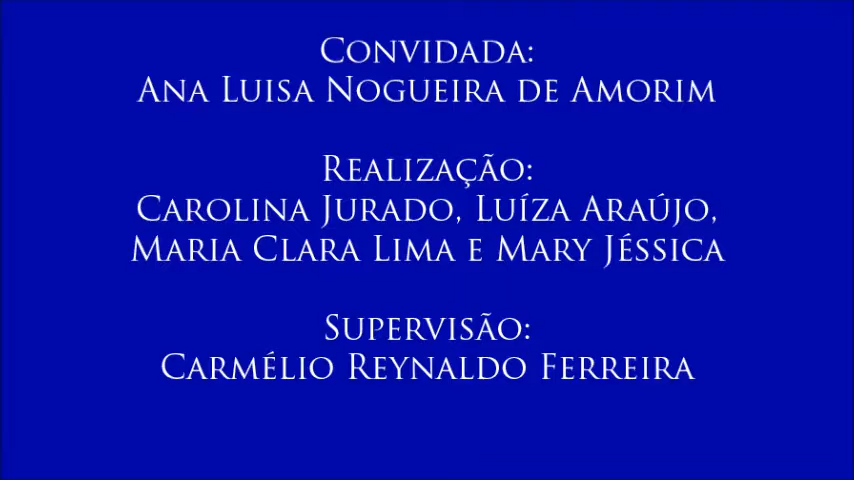 Convidada:
Ana Luisa Nogueira de Amorim
Realização:
Carolina Jurado, Luíza Araújo,
Maria Clara Lima e Mary Jéssica
Supervisão:
Carmélio Reynaldo Ferreira